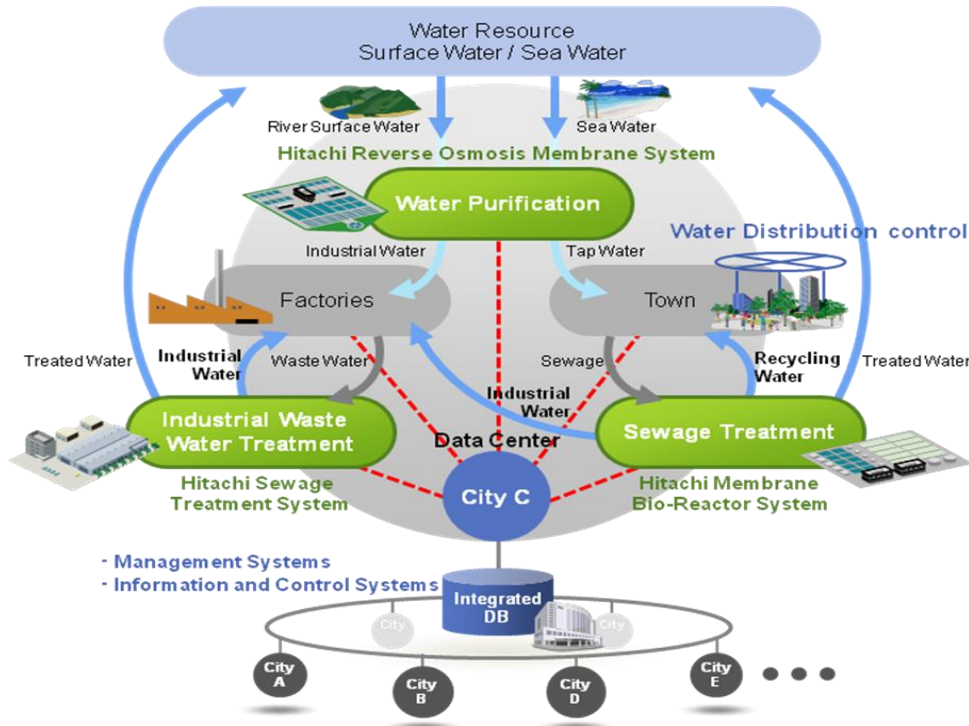 Water Resource
Surface Water / Sea Water
River Surface Water
Sea Water
Hitachi Reverse Osmosis Membrane System
Water Purification
Water Distribution control
Industrial Water
Tap Water
Factories
Town
Treated Water
Industrial
Water
Waste Water
Sewage
Recycling
Water
Treated Water
Industrial
Water
Industrial Waste
Water Treatment
Data Center
Sewage Treatment
Hitachi Sewage
Treatment System
City C
Hitachi Membrane
Bio-Reactor System
- Management Systems
- Information and Control Systems
Integrated
DB
City
City
City
A
City
B
City
D
City
E